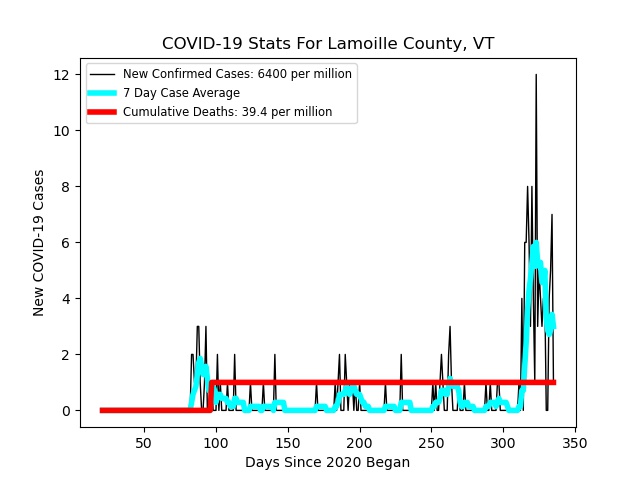 COVID-19 Stats For Lamoille County, VT
New Confirmed Cases: 6400 per million
7 Day Case Average
Cumulative Deaths: 39.4 per million
New COVID-19 Cases
12
10
8
6
4
2
0
50 100 150 200 250 300 350
Days Since 2020 Began